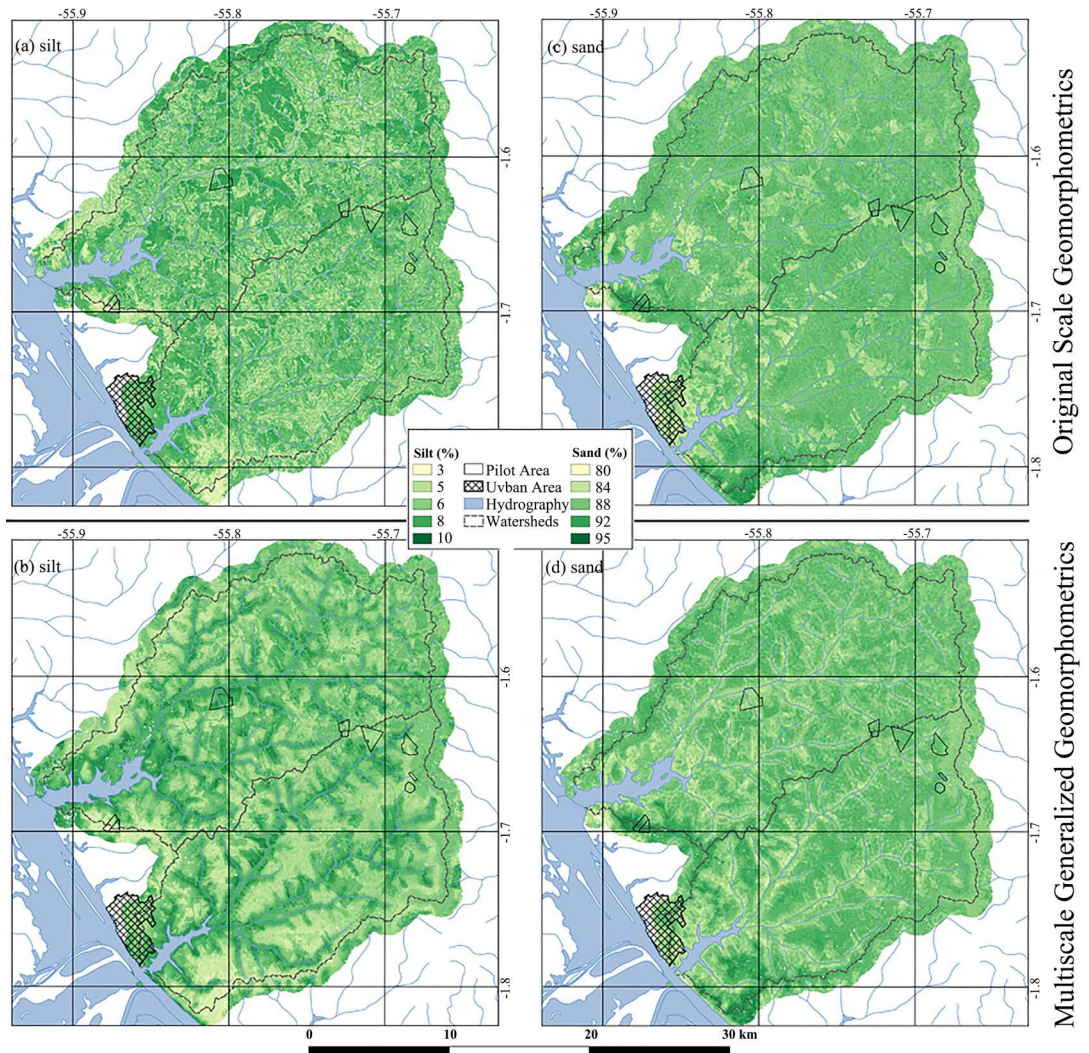 -55.9 -55.8 -55.7 -55.8 -55.7
(a) silt
(c) sand
-1.6 -1.6
-1.7 -1.7
-1.8 -1.8
Original Scale Geomorphometrics
Silt (%) Sand (%)
3 Pilot Area 80
5 Uvban Area 84
6 Hydrography 88
8 Watersheds 92
10 95
-55.9 -55.8 -55.7 -55.8 -55.7
(b) silt
(d) sand
-1.6 -1.6
-1.7 -1.7
-1.8 -1.8
Multiscale Generalized Geomorphometrics
0 10 20 30 km